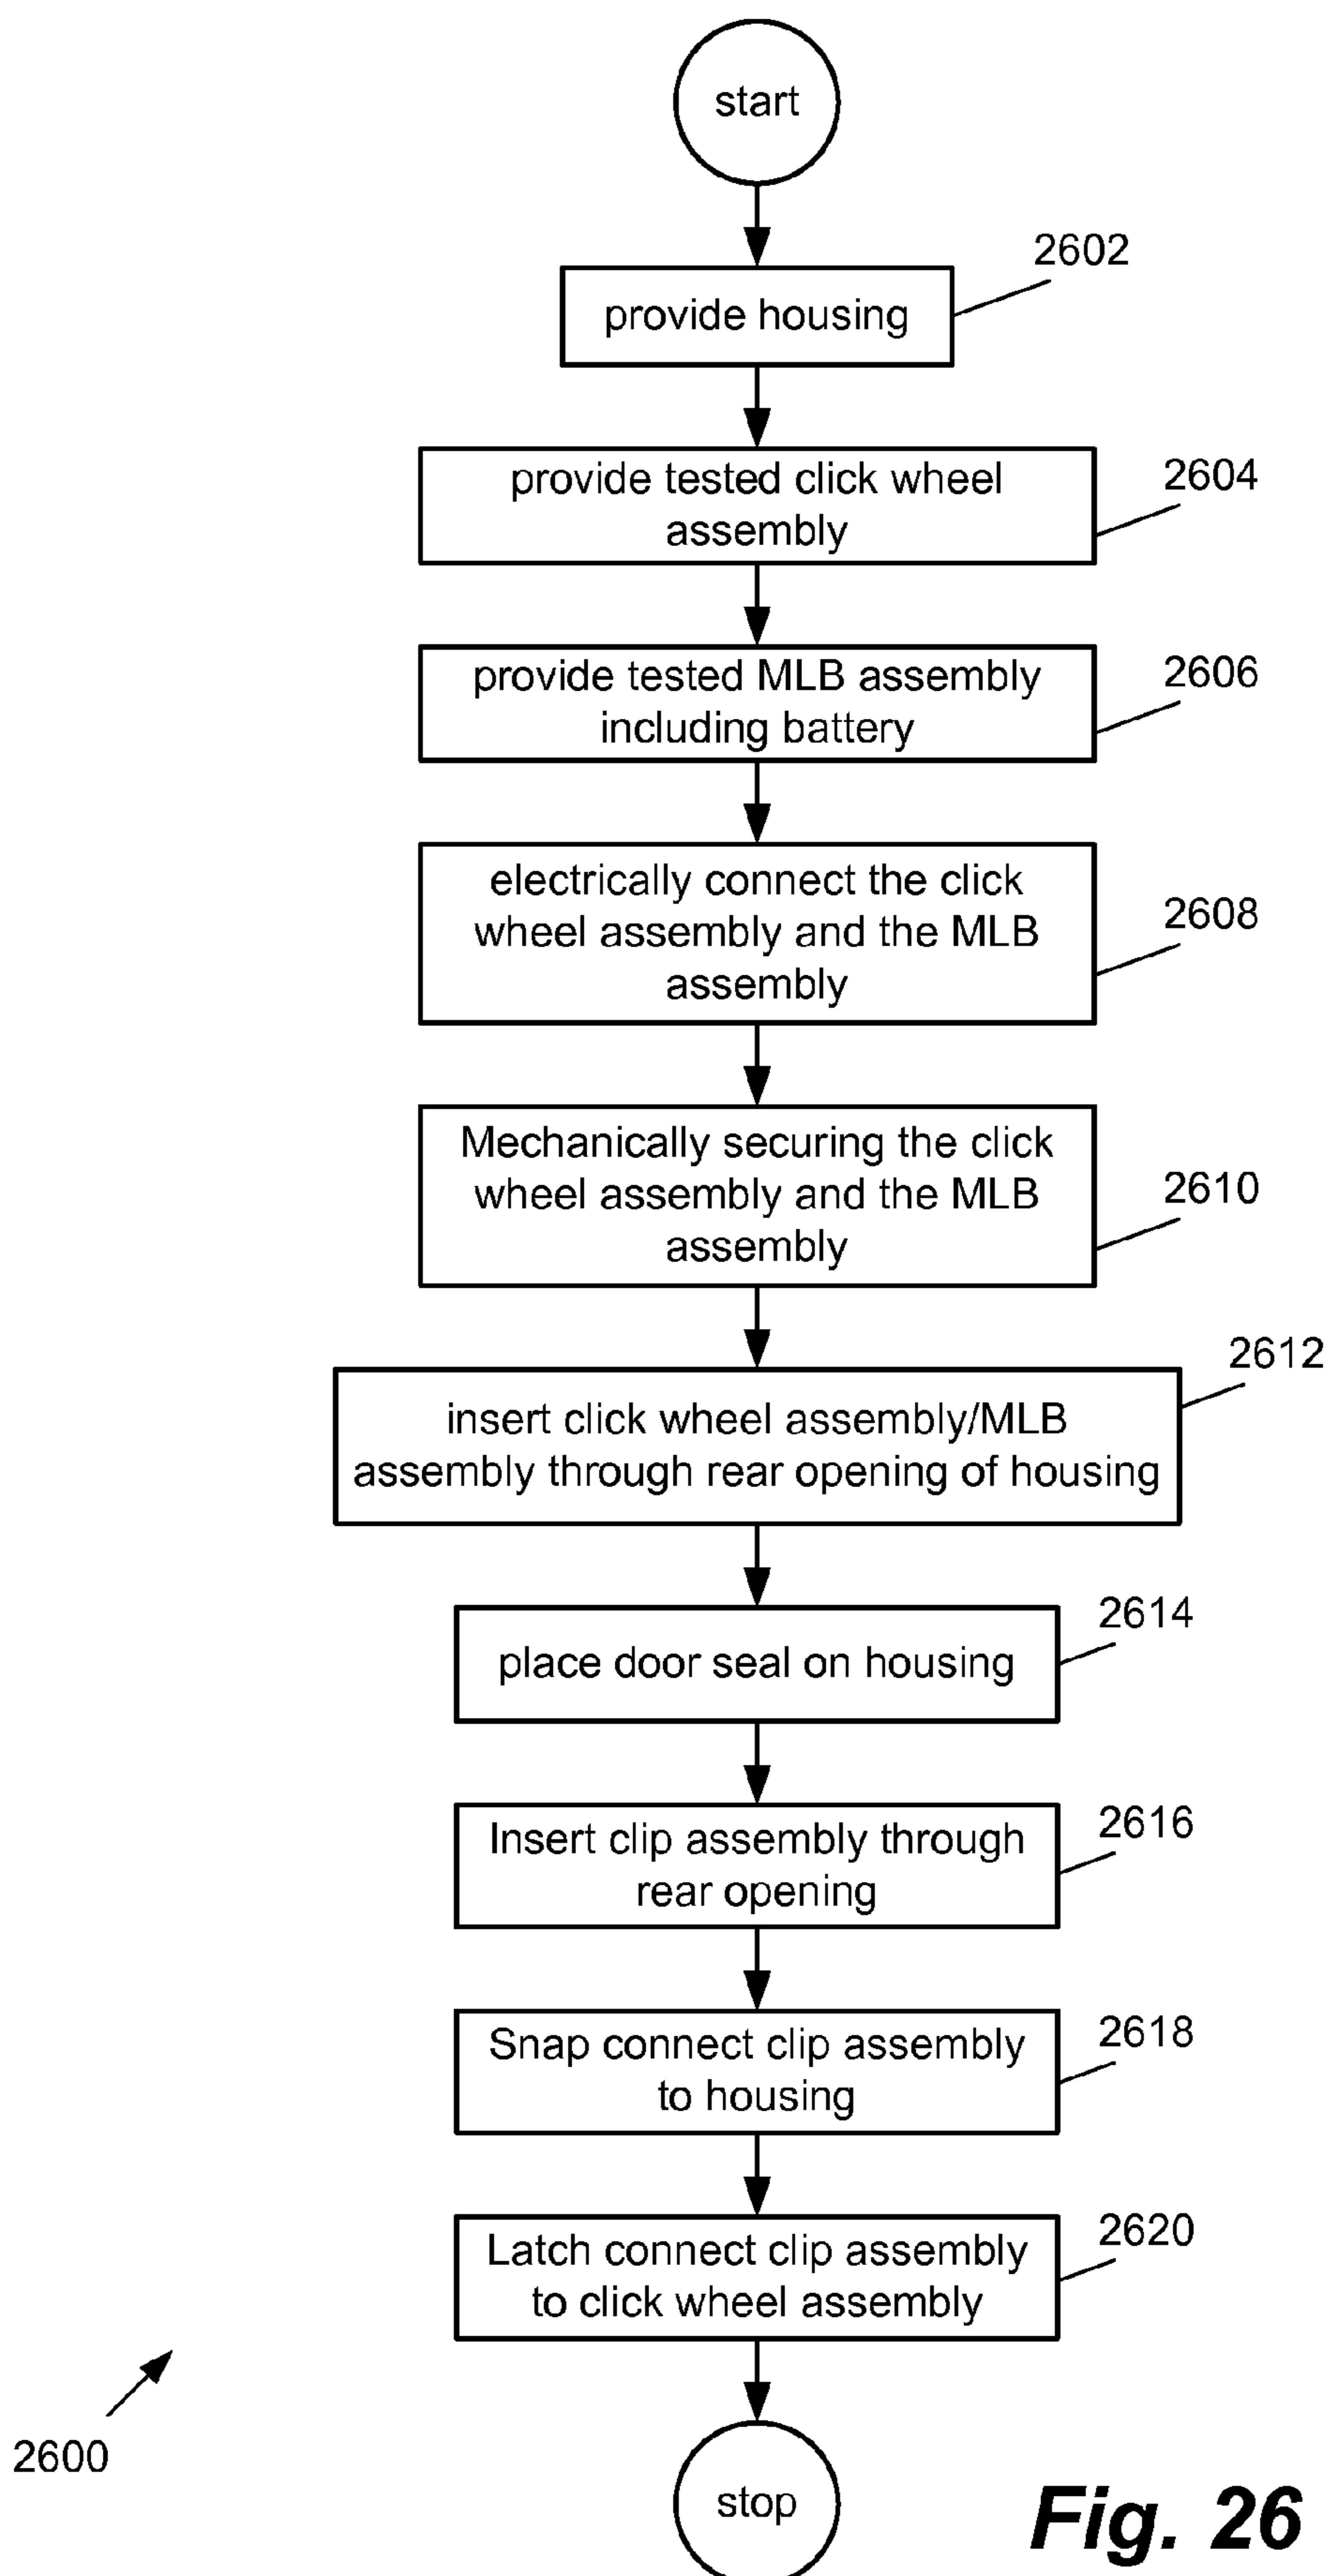 start
2602
provide housing
2604
provide tested click wheel
assembly
2606
provide tested MLB assembly
including battery
2608
electrically connect the click
wheel assembly and the MLB
assembly
2610
Mechanically securing the click
wheel assembly and the MLB
assembly
2612
insert click wheel assembly/MLB
assembly through rear opening of housing
2614
place door seal on housing
2616
Insert clip assembly through
rear opening
2618
Snap connect clip assembly
to housing
2620
Latch connect clip assembly
to click wheel assembly
2600
stop
Fig. 26